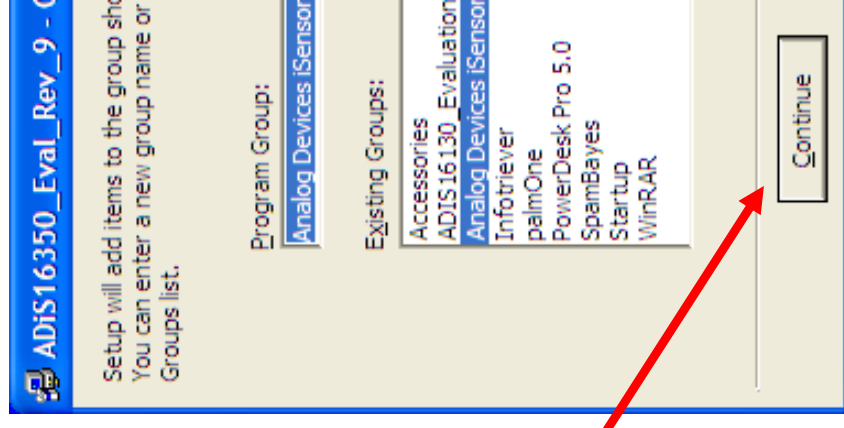 ADiS16350_Eval_Rev_9 -
Setup will add items to the group
You can enter a new group name or
Groups list.
Program Group:
Analog Devices iSensor
Existing Groups:
Accessories
ADIS16130_Evaluation
Analog Devices iSensor
Infotriever
palmOne
PowerDesk Pro 5.0
SpamBayes
Startup
WinRAR
Continue